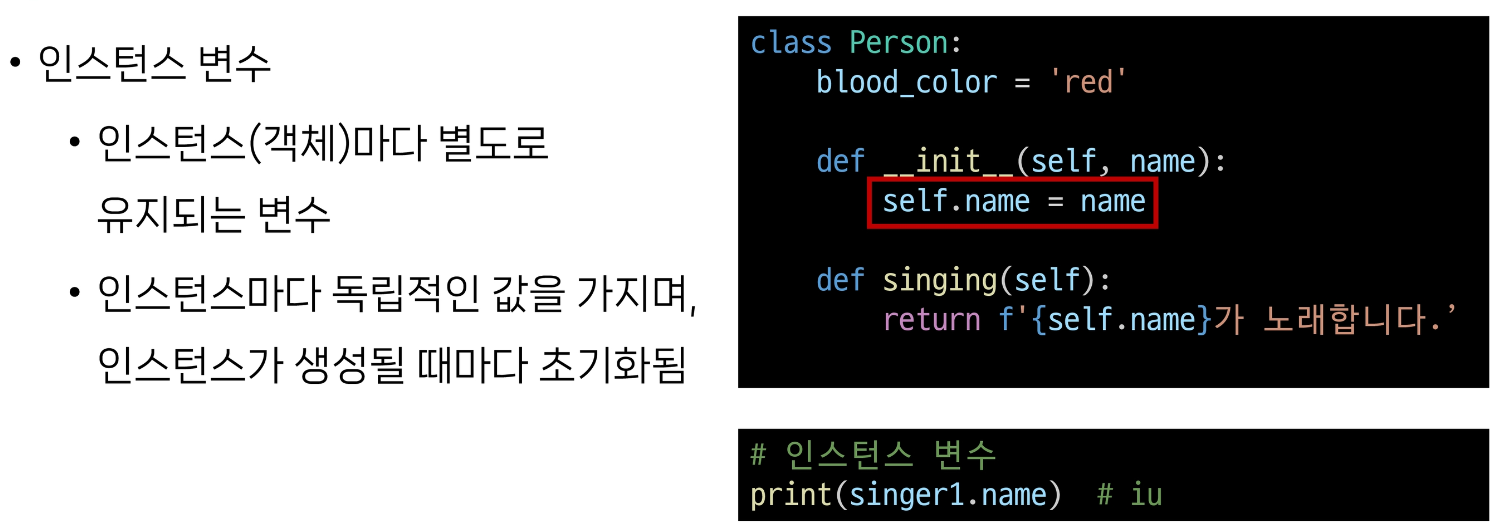 • 인스턴스 변수
• 인스턴스(객체)마다 별도로
유지되는 변수
• 인스턴스마다 독립적인 값을 가지며,
인스턴스가 생성될 때마다 초기화됨
class Person:
    blood_color = 'red'
    def __init__(self, name):
        self.name = name
    def singing(self):
        return f'{self.name}가 노래합니다.’
# 인스턴스 변수
print(singer1.name)  # iu